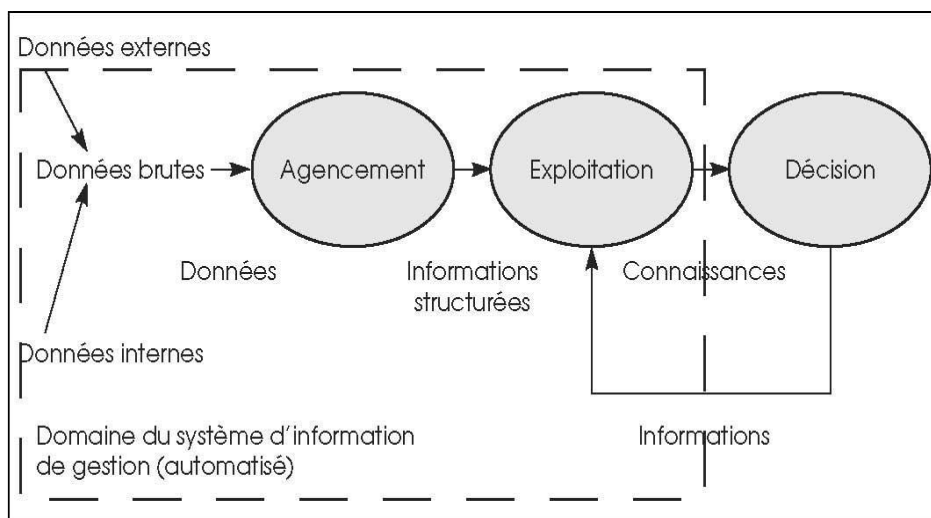 Données externes
Données brutes
Agencement
Exploitation
Décision
Données
Informations
structurées
Connaissances
Données internes
Domaine du système d'information
de gestion (automatisé)
Informations